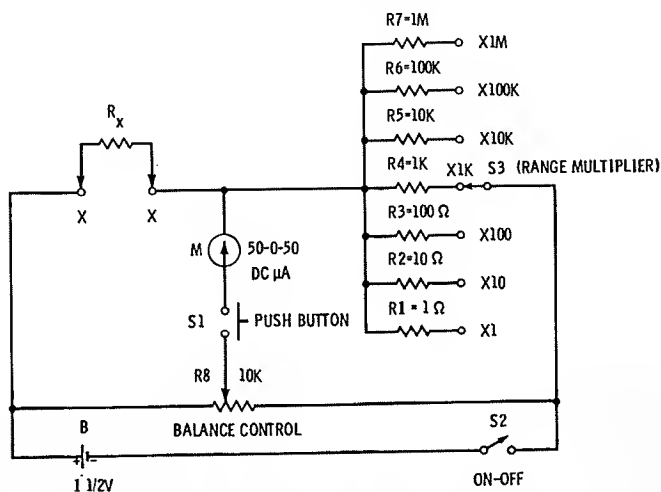 R7=1M
X1M
R6=100K
X100K
R5=10K
X10K
Rx
R4=1K
X1K
S3 (RANGE MULTIPLIER)
X
X
R3=100 Ω
X100
M
50-0-50
DC μA
R2=10 Ω
X10
S1
PUSH BUTTON
R1 = 1 Ω
X1
R8 10K
BALANCE CONTROL
B
+ -
1 1/2V
S2
ON-OFF